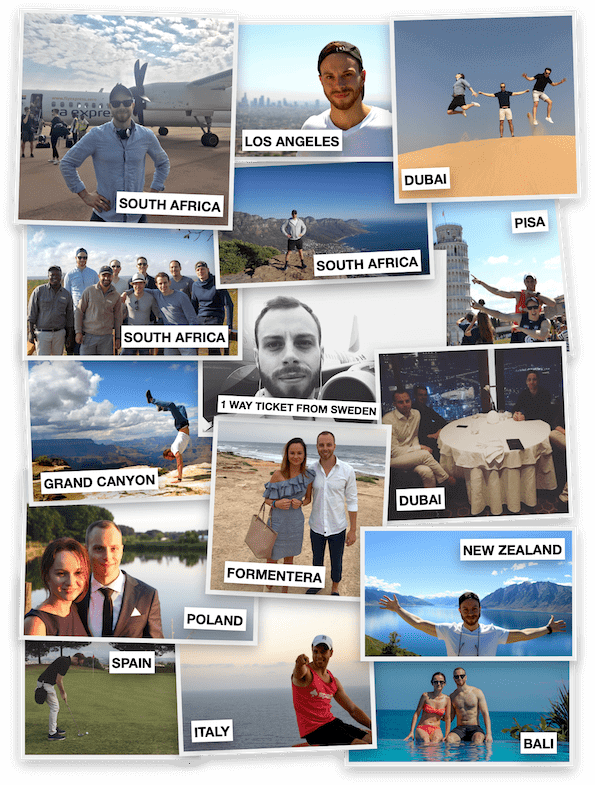 a expre
SOUTH AFRICA
LOS ANGELES
DUBAI
SOUTH AFRICA
PISA
SOUTH AFRICA
1 WAY TICKET FROM SWEDEN
GRAND CANYON
DUBAI
FORMENTERA
NEW ZEALAND
POLAND
SPAIN
ITALY
BALI